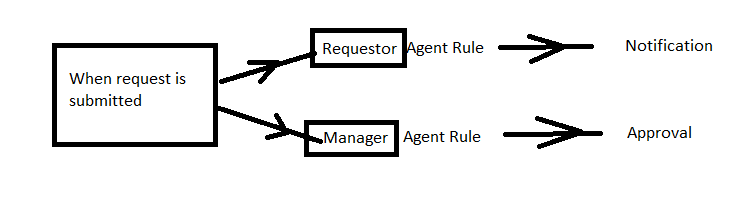 When request is
submitted
Requestor Agent Rule
Notification
Manager Agent Rule
Approval